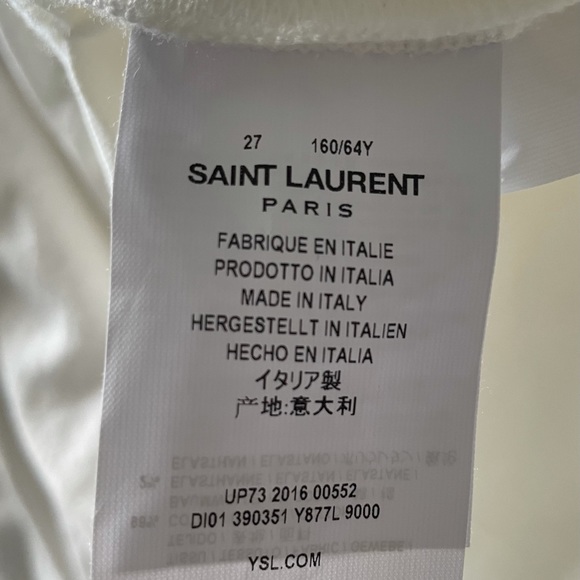 27 160/64Y
SAINT LAURENT
PARIS
FABRIQUE EN ITALIE
PRODOTTO IN ITALIA
MADE IN ITALY
HERGESTELLT IN ITALIEN
HECHO EN ITALIA
イタリア製
产地:意大利
UP73 2016 00552
DI01 390351 Y877L 9000
YSL.COM